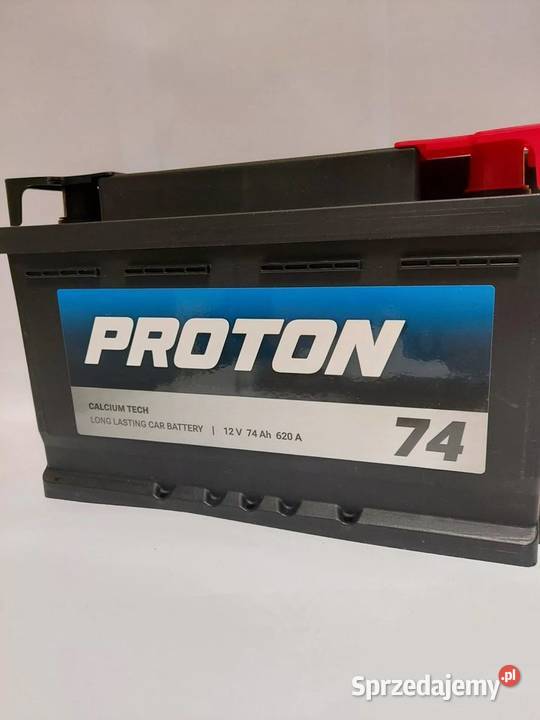 PROTON
CALCIUM TECH
LONG LASTING CAR BATTERY | 12 V 74 Ah 620 A
74
Sprzedajemy.pl